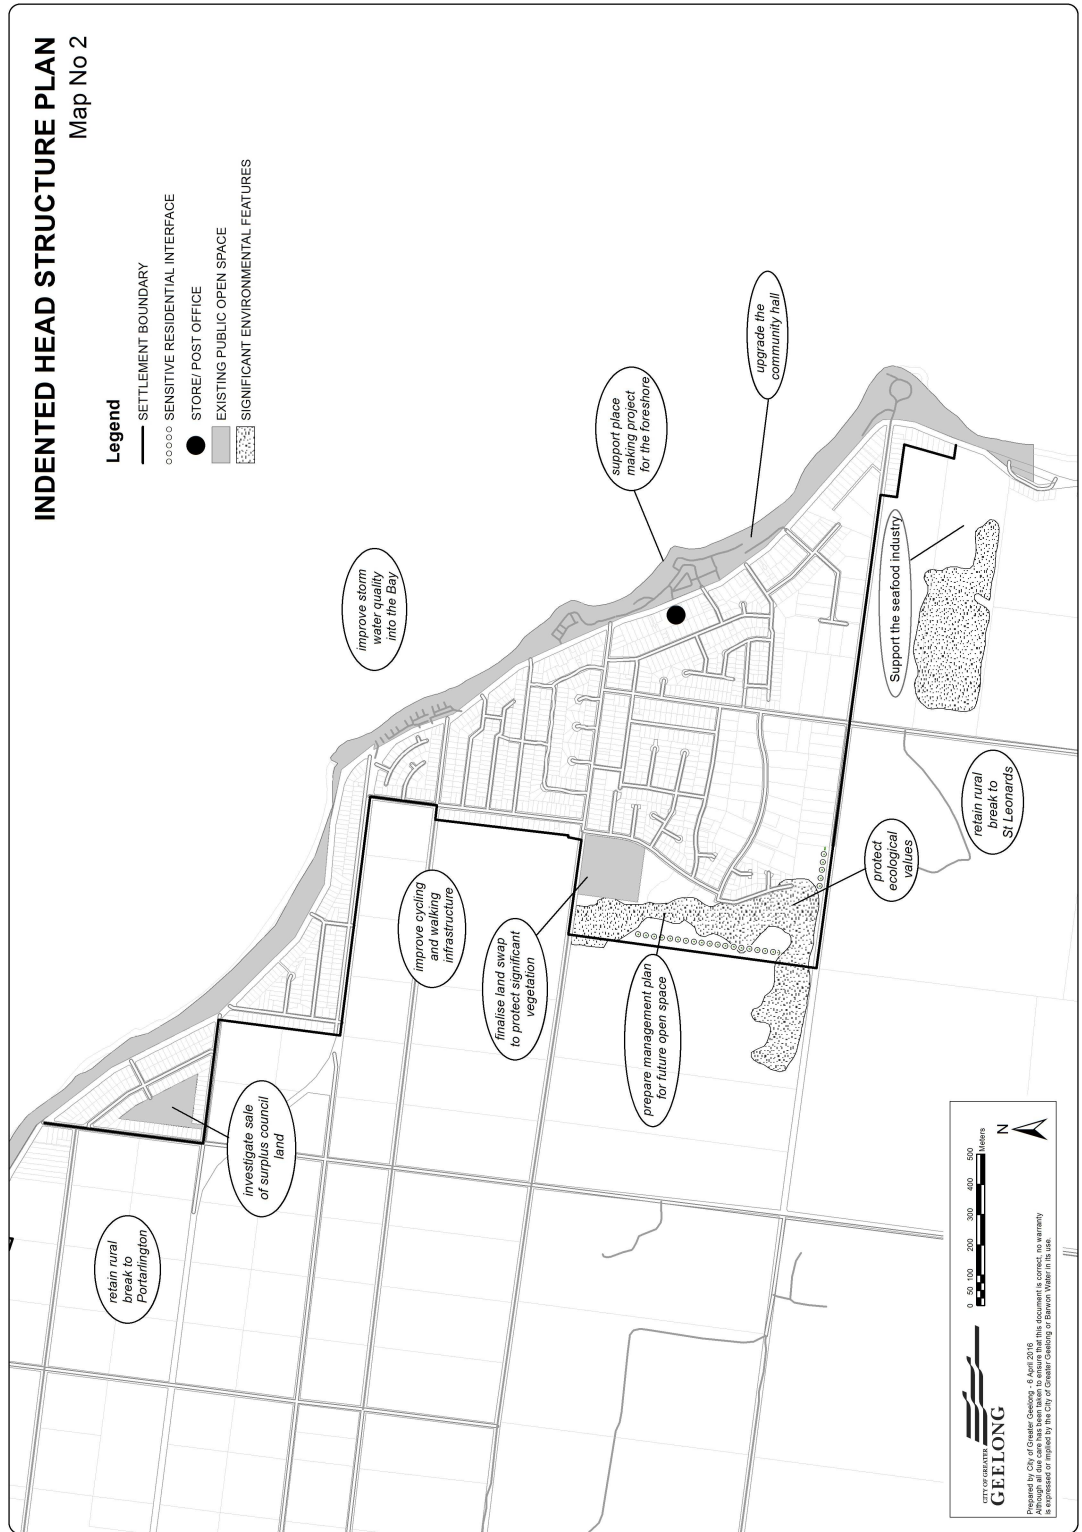 INDENTED HEAD STRUCTURE PLAN
Map No 2
Legend
SETTLEMENT BOUNDARY
SENSITIVE RESIDENTIAL INTERFACE
STORE/ POST OFFICE
EXISTING PUBLIC OPEN SPACE
SIGNIFICANT ENVIRONMENTAL FEATURES
retain rural
break to
Portarlington
investigate sale
of surplus council
land
improve storm
water quality
into the Bay
improve cycling
and walking
infrastructure
finalise land swap
to protect significant
vegetation
support place
making project
for the foreshore
prepare management plan
for future open space
upgrade the
community hall
protect
ecological
values
Support the seafood industry
retain rural
break to
St Leonards
CITY OF GREATER
GEELONG
0 50 100 200 300 400 500
Meters
N
Prepared by City of Greater Geelong - 6 April 2016
Although all due care has been taken to ensure that this document is correct, no warranty
is expressed or implied by the City of Greater Geelong or Barwon Water in its use.